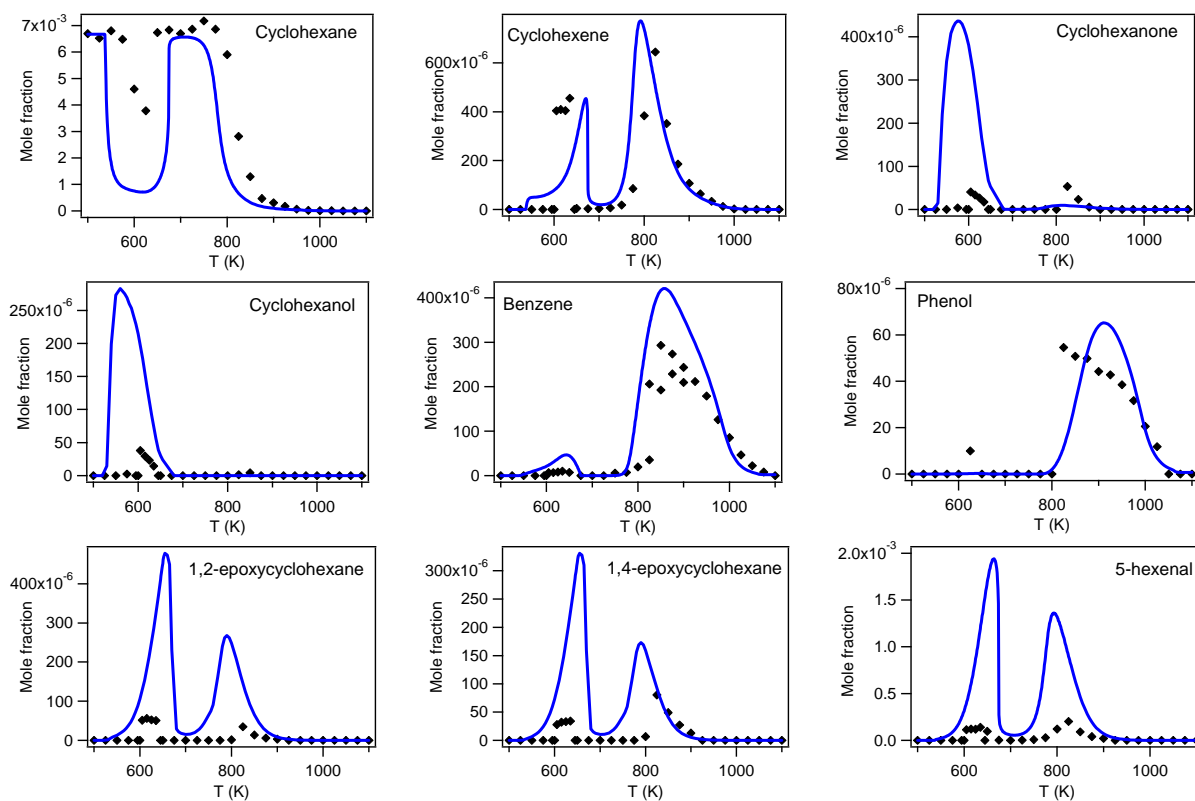 7x10⁻³
6
5
4
3
2
1
0
Mole fraction
Cyclohexane
600
800
1000
T (K)
600x10⁻⁶
400
200
0
Mole fraction
Cyclohexene
600
800
1000
T (K)
400x10⁻⁶
300
200
100
0
Mole fraction
Cyclohexanone
600
800
1000
T (K)
250x10⁻⁶
200
150
100
50
0
Mole fraction
Cyclohexanol
600
800
1000
T (K)
400x10⁻⁶
300
200
100
0
Mole fraction
Benzene
600
800
1000
T (K)
80x10⁻⁶
60
40
20
0
Mole fraction
Phenol
600
800
1000
T (K)
400x10⁻⁶
300
200
100
0
Mole fraction
1,2-epoxycyclohexane
600
800
1000
T (K)
300x10⁻⁶
250
200
150
100
50
0
Mole fraction
1,4-epoxycyclohexane
600
800
1000
T (K)
2.0x10⁻³
1.5
1.0
0.5
0.0
Mole fraction
5-hexenal
600
800
1000
T (K)